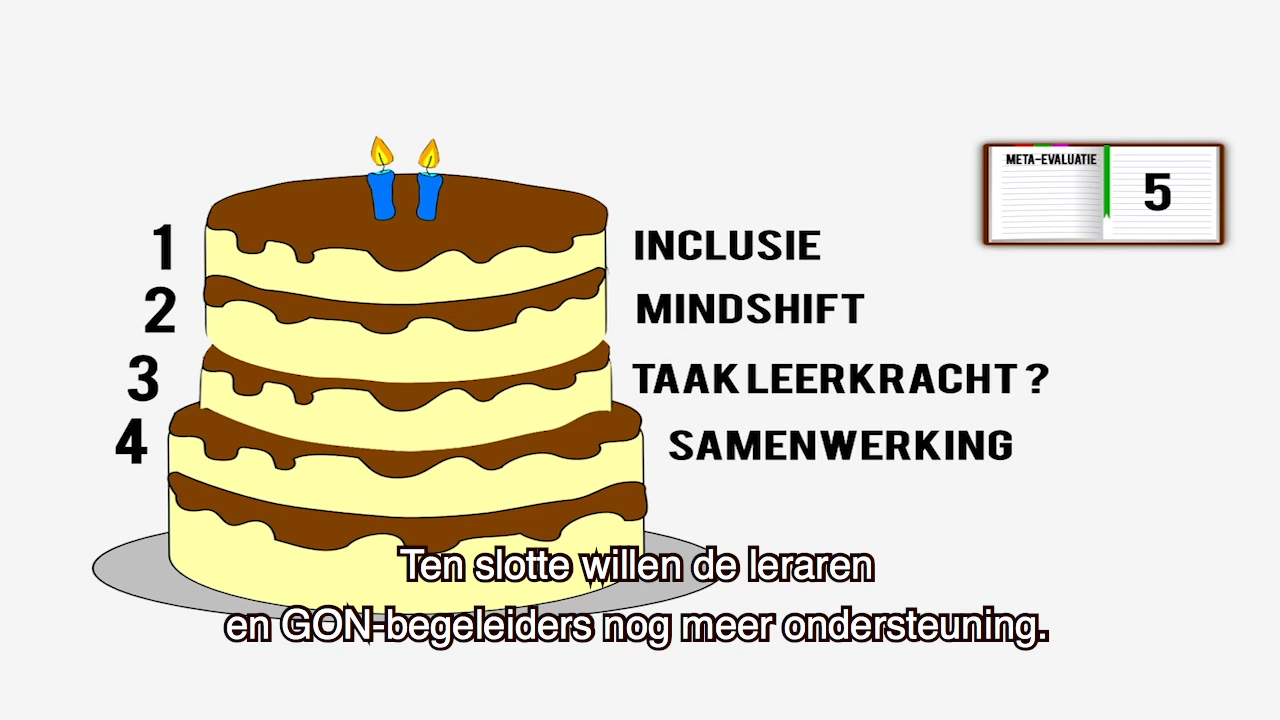 META-EVALUATIE
5
1 INCLUSIE
2 MINDSHIFT
3 TAAK LEERKRACHT ?
4 SAMENWERKING
Ten slotte willen de leraren
en GON-begeleiders nog meer ondersteuning.